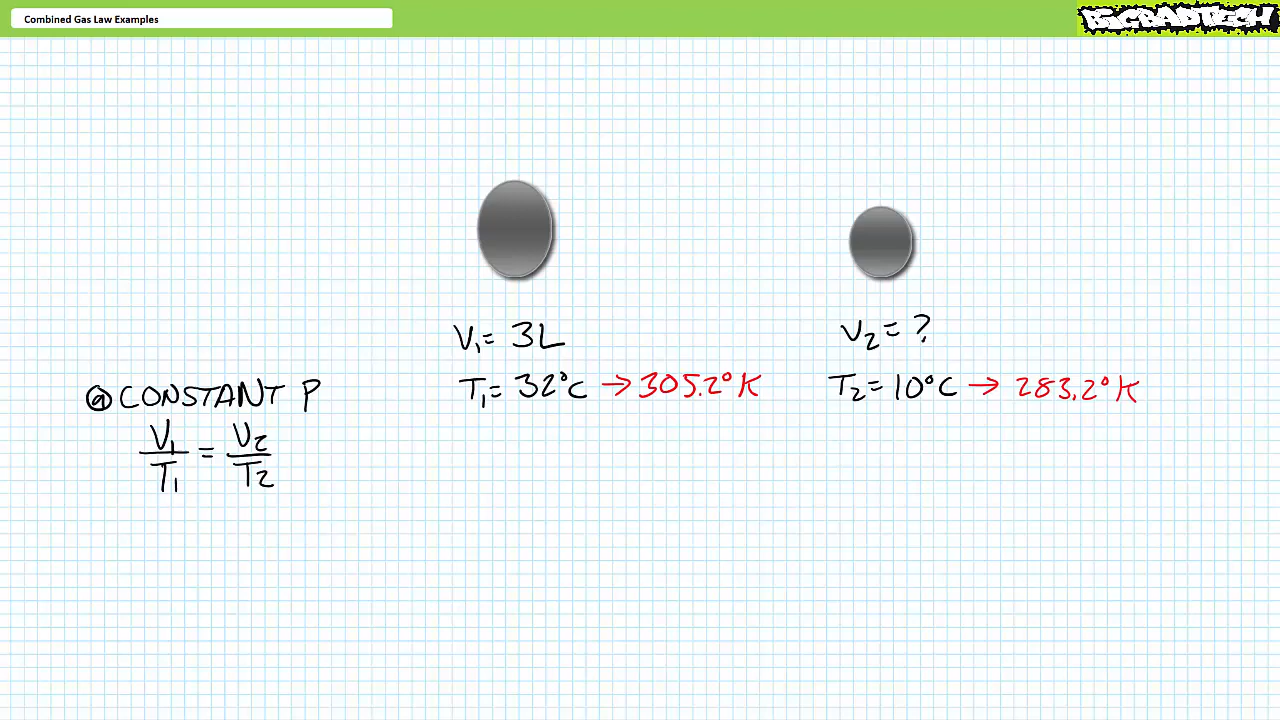 Combined Gas Law Examples
BIGBADTECH
V₁= 3L
V₂= ?
T₁= 32°C → 305.2°K
T₂= 10°C → 283.2°K
@ CONSTANT P
V₁/T₁ = V₂/T₂